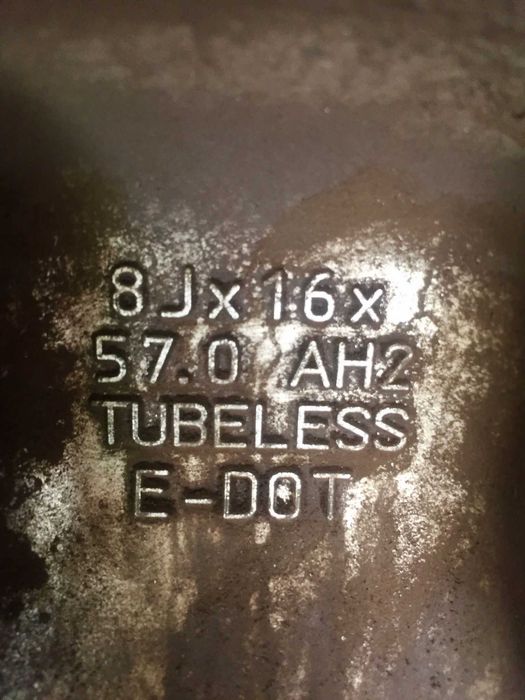 8Jx16x
57.0 AH2
TUBELESS
E-DOT